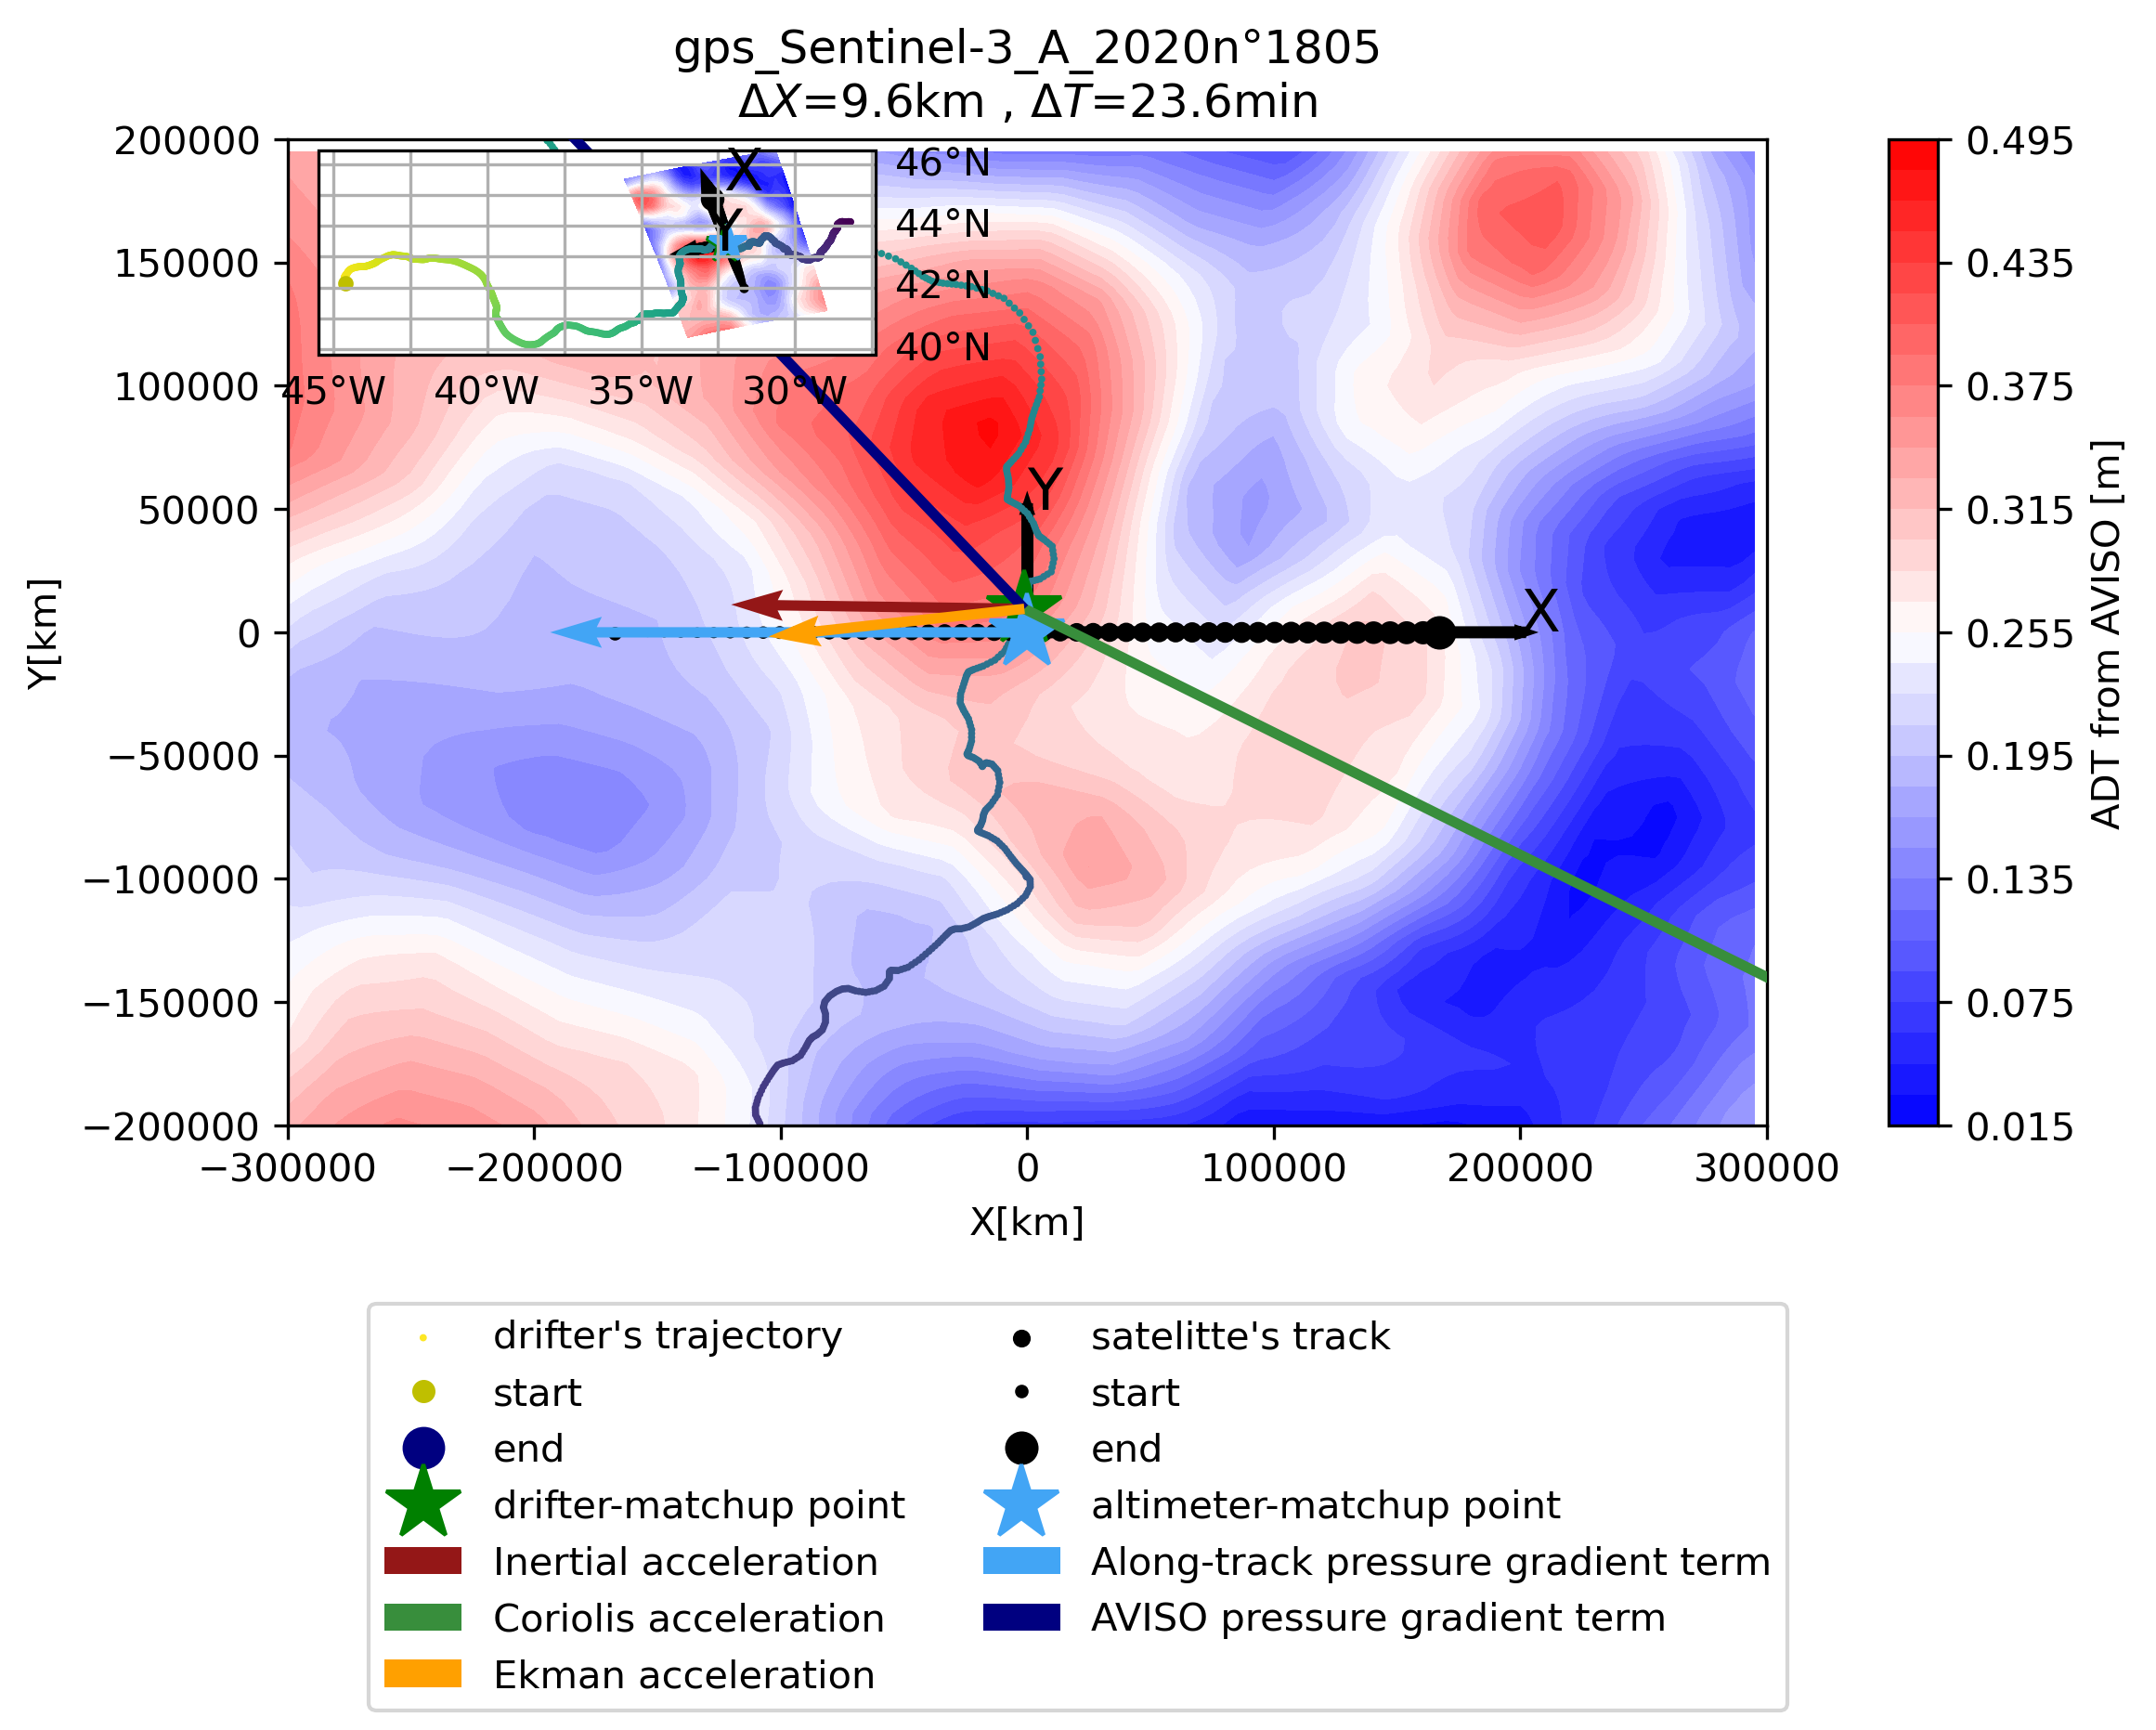 gps_Sentinel-3_A_2020n°1805
ΔX=9.6km , ΔT=23.6min
200000
150000
100000
50000
0
−50000
−100000
−150000
−200000
Y[km]
46°N
44°N
42°N
40°N
45°W
40°W
35°W
30°W
X
Y
Y
X
−300000
−200000
−100000
0
100000
200000
300000
X[km]
0.495
0.435
0.375
0.315
0.255
0.195
0.135
0.075
0.015
ADT from AVISO [m]
drifter's trajectory
start
end
drifter-matchup point
Inertial acceleration
Coriolis acceleration
Ekman acceleration
satelitte's track
start
end
altimeter-matchup point
Along-track pressure gradient term
AVISO pressure gradient term